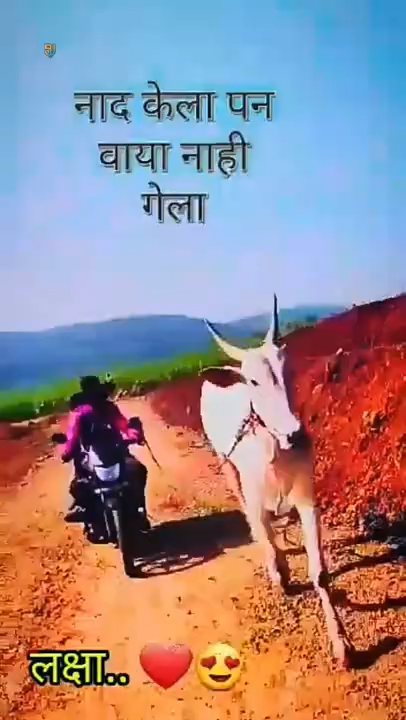 नाद केला पन
वाया नाही
गेला
लक्षा.. ❤️😍